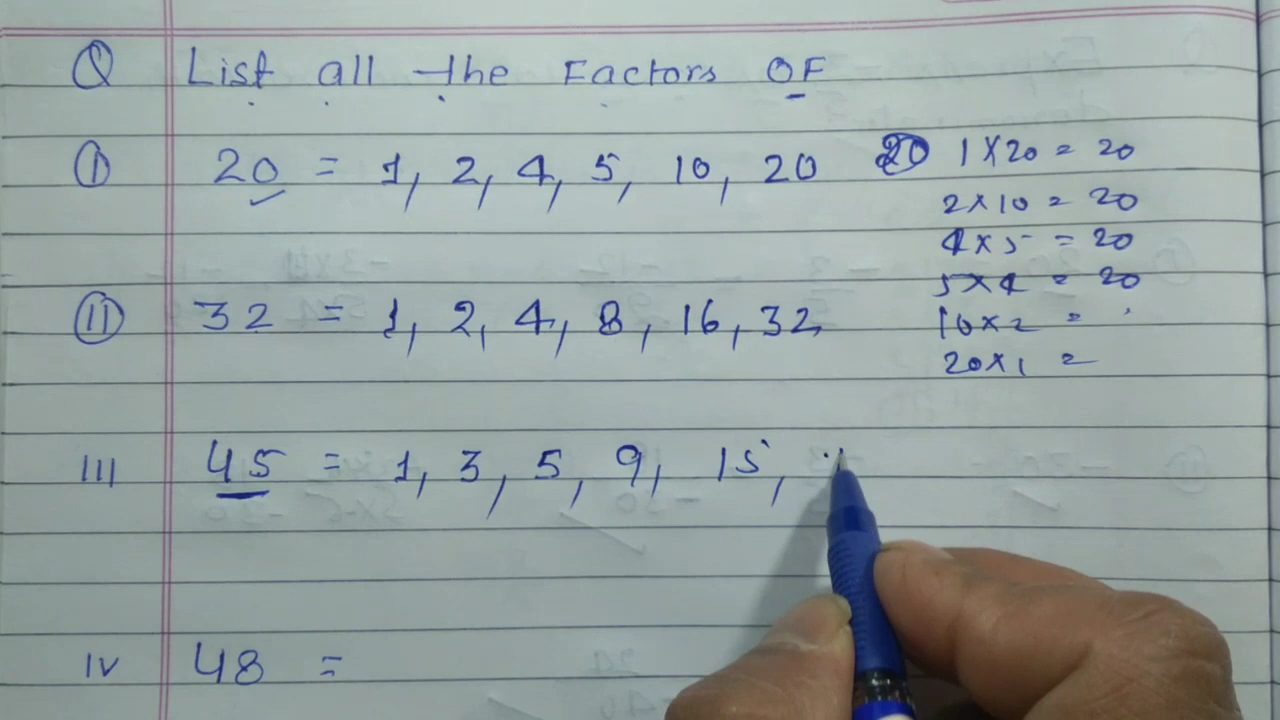 Q List all the Factors OF
I 20 = 1, 2, 4, 5, 10, 20
20 1 X 20 = 20
2 X 10 = 20
4 X 5 = 20
5 X 4 = 20
10 X 2 =
20 X 1 =
II 32 = 1, 2, 4, 8, 16, 32
III 45 = 1, 3, 5, 9, 15,
IV 48 =